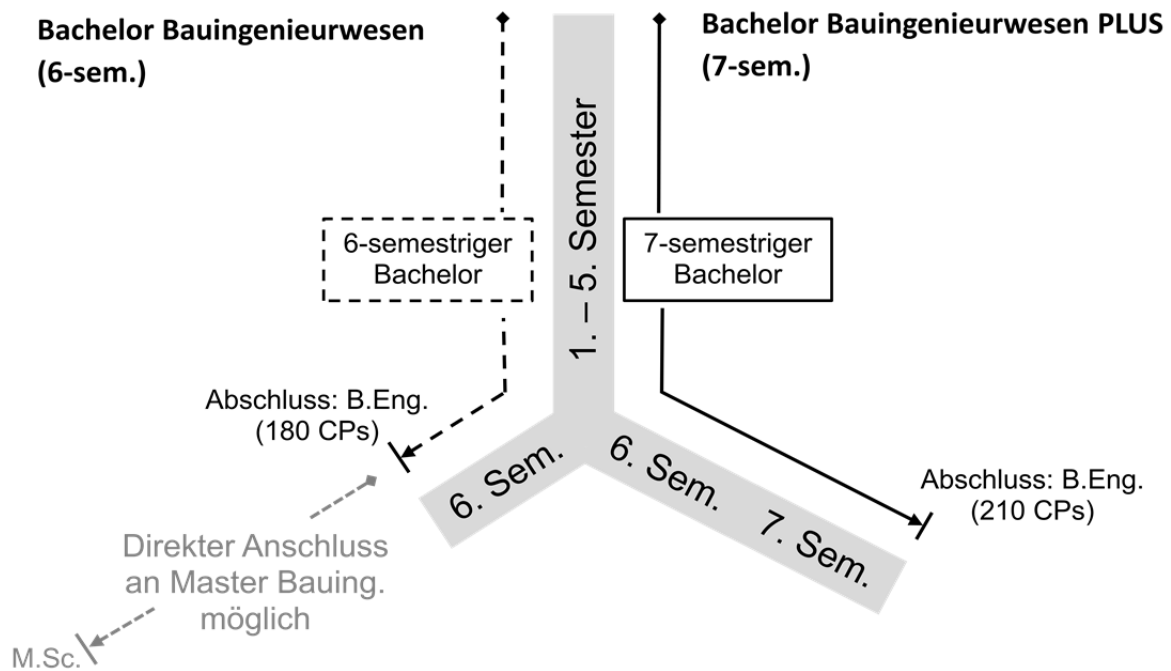 Bachelor Bauingenieurwesen
(6-sem.)
Bachelor Bauingenieurwesen PLUS
(7-sem.)
1. – 5. Semester
6-semestriger
Bachelor
7-semestriger
Bachelor
Abschluss: B.Eng.
(180 CPs)
6. Sem.
6. Sem.
7. Sem.
Abschluss: B.Eng.
(210 CPs)
Direkter Anschluss
an Master Bauing.
möglich
M.Sc.